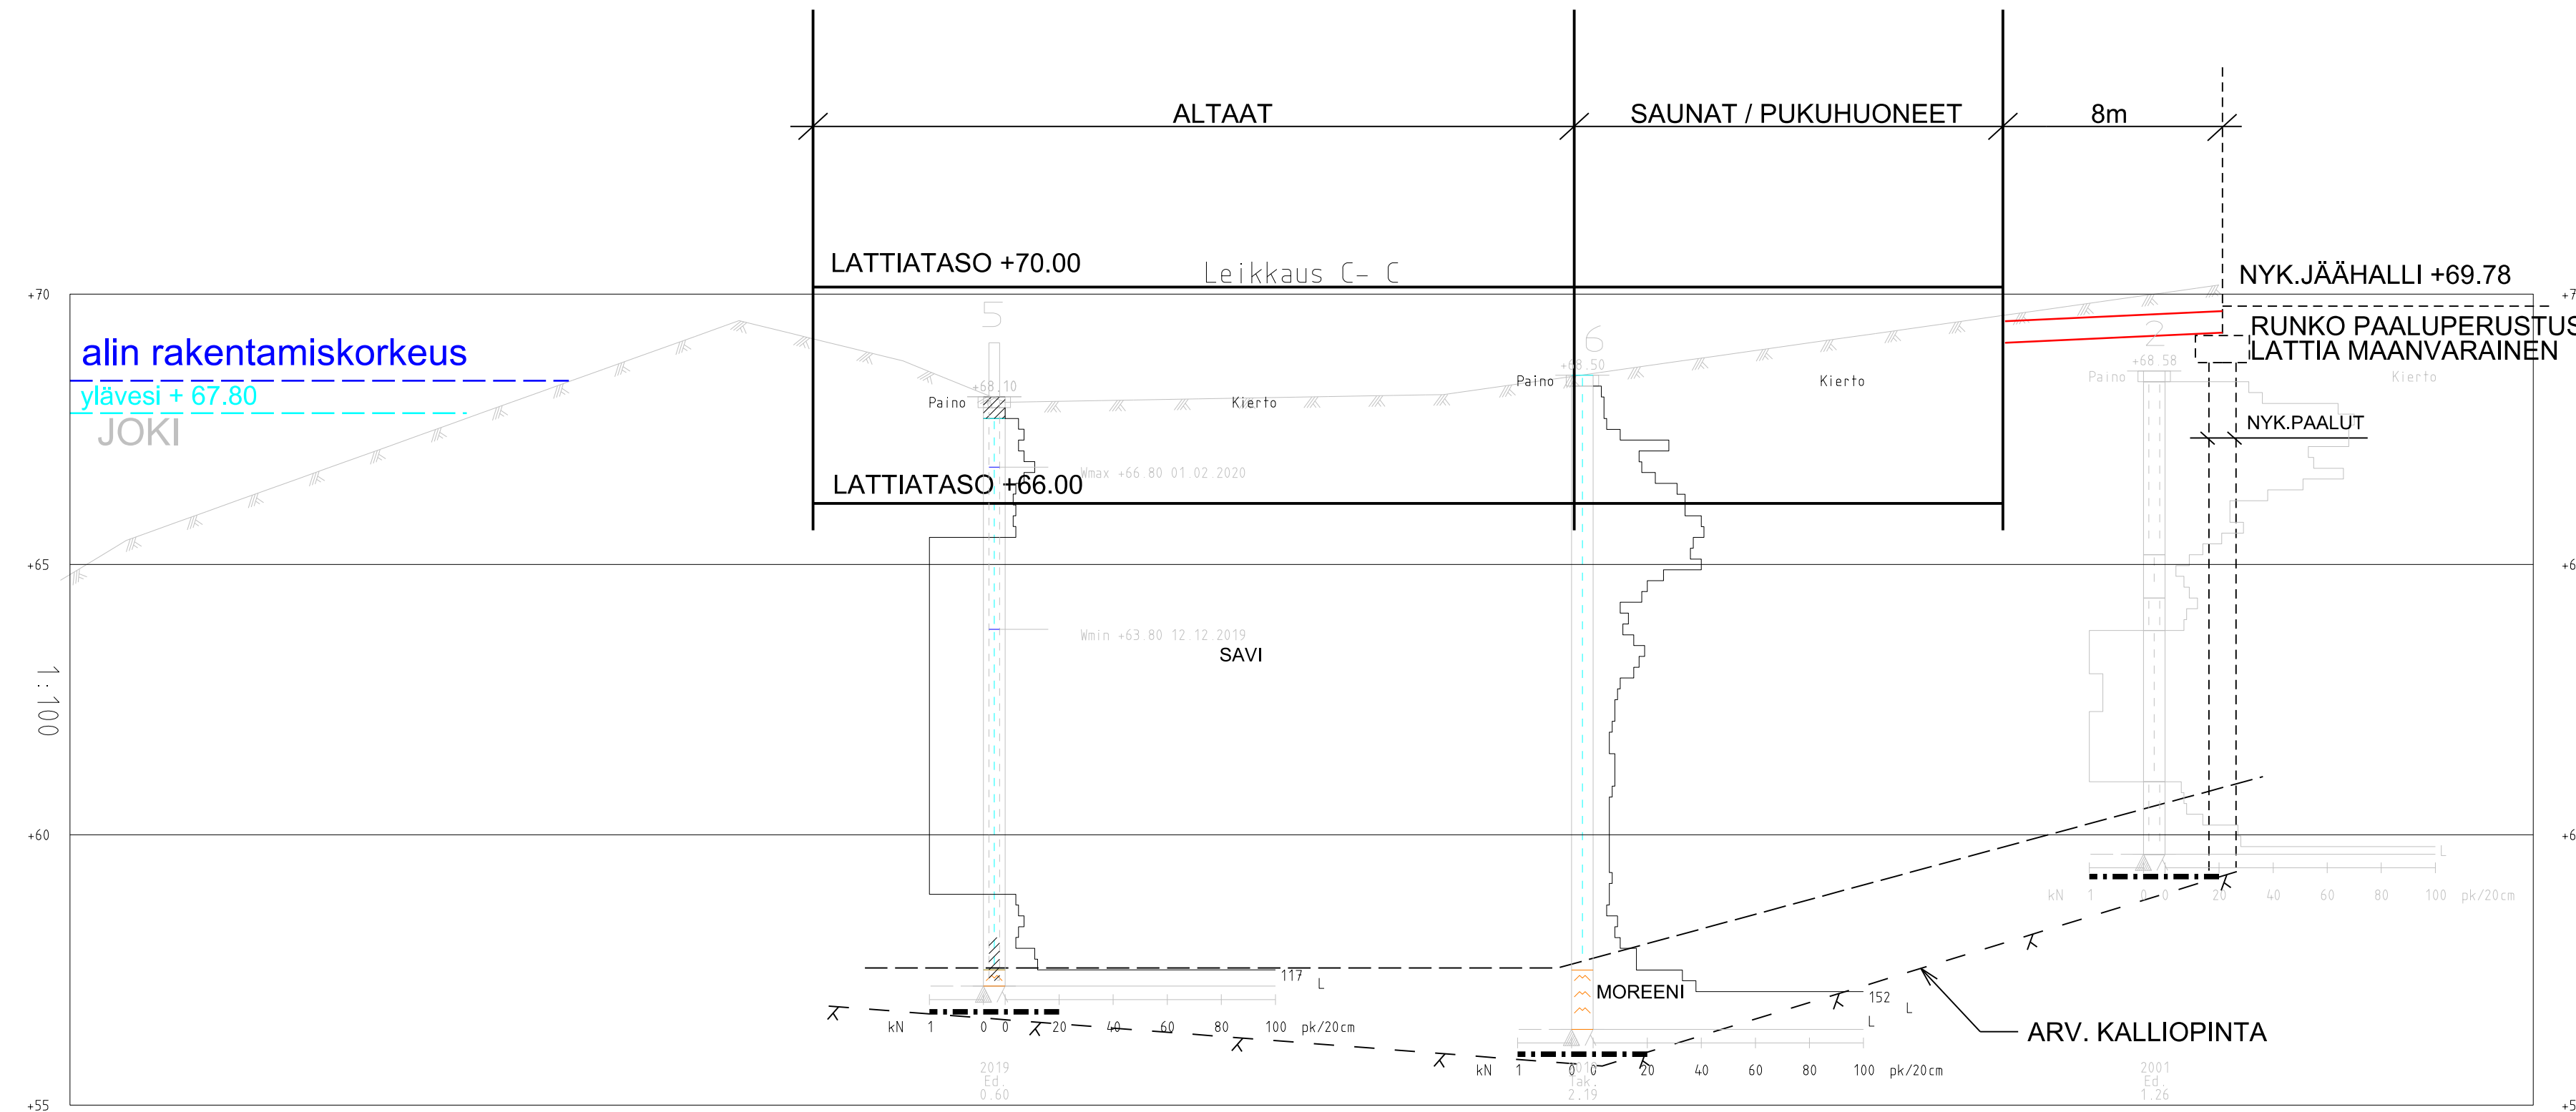 ALTAAT
SAUNAT / PUKUHUONEET
8m
LATTIATASO +70.00
Leikkaus C- C
NYK.JÄÄHALLI +69.78
+70
+7
5
RUNKO PAALUPERUSTUS
LATTIA MAANVARAINEN
6
2
alin rakentamiskorkeus
+68.50
+68.58
ylävesi + 67.80
+68.10
Paino
Kierto
Paino
Kierto
Paino
Kierto
JOKI
NYK.PAALUT
Wmax +66.80 01.02.2020
LATTIATASO +66.00
+65
+6
Wmin +63.80 12.12.2019
SAVI
1:100
+60
+6
L
kN 1 0 0 20 40 60 80 100 pk/20cm
117
L
MOREENI
152
L
L
kN 1 0 0 20 40 60 80 100 pk/20cm
ARV. KALLIOPINTA
kN 1 0 0 20 40 60 80 100 pk/20cm
2019
Ed.
0.60
Tak.
2.19
2001
Ed.
1.26
+55
+5